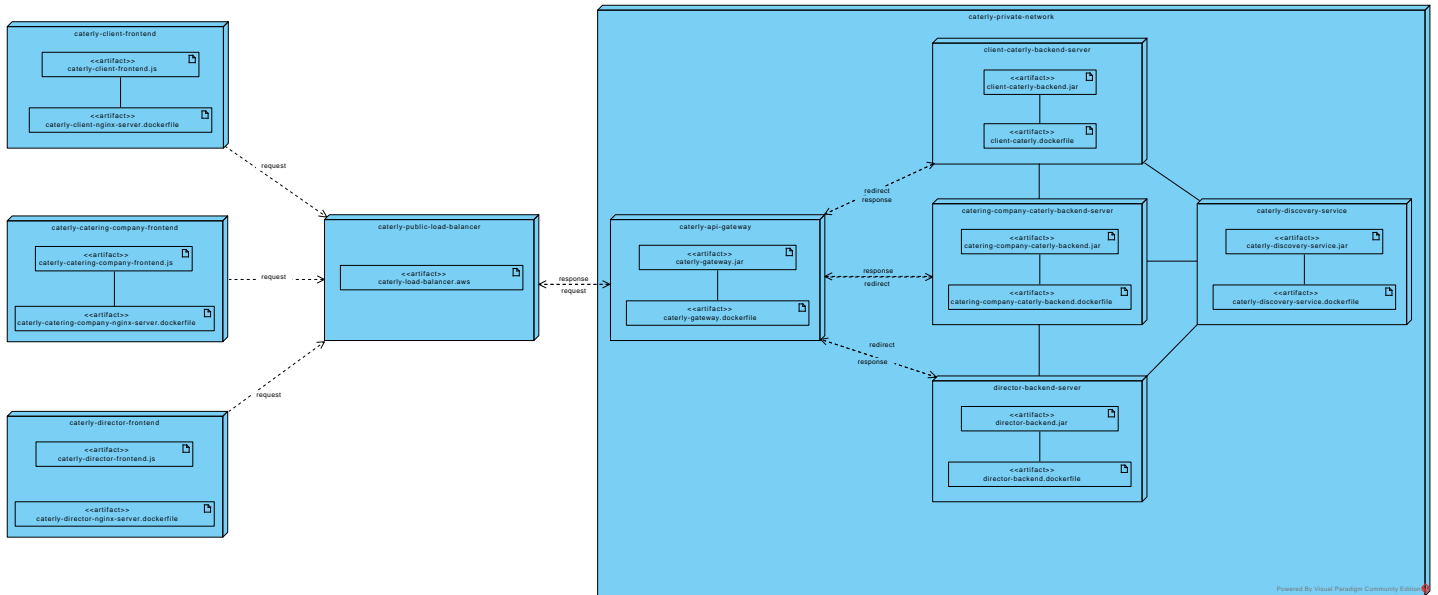 caterly-client-frontend
<<artifact>>
caterly-client-frontend.js
<<artifact>>
caterly-client-nginx-server.dockerfile
request
caterly-catering-company-frontend
<<artifact>>
caterly-catering-company-frontend.js
<<artifact>>
caterly-catering-company-nginx-server.dockerfile
request
caterly-director-frontend
<<artifact>>
caterly-director-frontend.js
<<artifact>>
caterly-director-nginx-server.dockerfile
request
caterly-public-load-balancer
<<artifact>>
caterly-load-balancer.aws
response
request
caterly-private-network
caterly-api-gateway
<<artifact>>
caterly-gateway.jar
<<artifact>>
caterly-gateway.dockerfile
redirect
response
response
redirect
redirect
response
client-caterly-backend-server
<<artifact>>
client-caterly-backend.jar
<<artifact>>
client-caterly.dockerfile
catering-company-caterly-backend-server
<<artifact>>
catering-company-caterly-backend.jar
<<artifact>>
catering-company-caterly-backend.dockerfile
director-backend-server
<<artifact>>
director-backend.jar
<<artifact>>
director-backend.dockerfile
caterly-discovery-service
<<artifact>>
caterly-discovery-service.jar
<<artifact>>
caterly-discovery-service.dockerfile
Powered By Visual Paradigm Community Edition